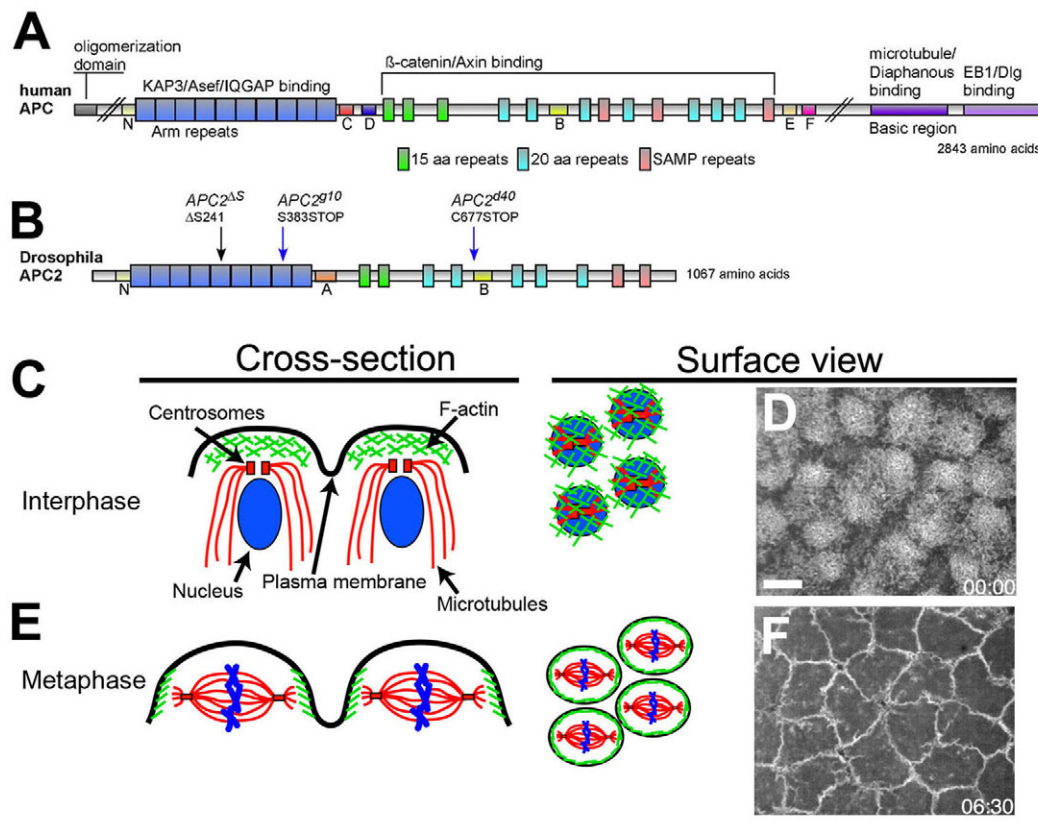 A
oligomerization
domain
human
APC
KAP3/Asef/IQGAP binding
ß-catenin/Axin binding
microtubule/
Diaphanous
binding
EB1/Dlg
binding
N
Arm repeats
C
D
B
E
F
Basic region
2843 amino acids
15 aa repeats
20 aa repeats
SAMP repeats
B
APC2ΔS
ΔS241
APC2g10
S383STOP
APC2d40
C677STOP
Drosophila
APC2
N
A
B
1067 amino acids
Cross-section
Surface view
C
Centrosomes
F-actin
Interphase
Nucleus
Plasma membrane
Microtubules
D
00:00
E
Metaphase
F
06:30